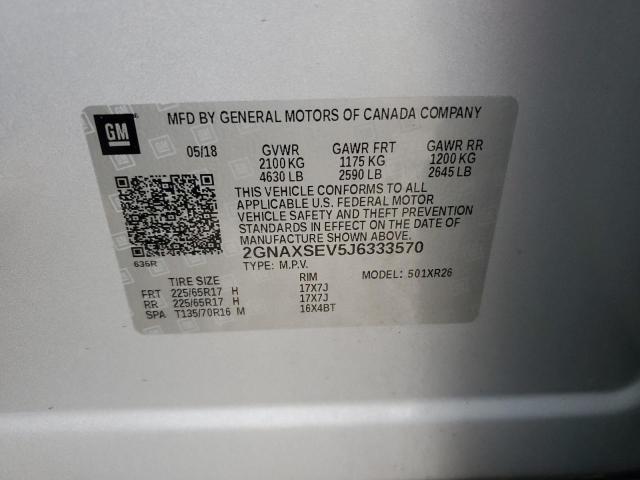 GM
MFD BY GENERAL MOTORS OF CANADA COMPANY
05/18 GVWR GAWR FRT GAWR RR
2100 KG 1175 KG 1200 KG
4630 LB 2590 LB 2645 LB
THIS VEHICLE CONFORMS TO ALL
APPLICABLE U.S. FEDERAL MOTOR
VEHICLE SAFETY AND THEFT PREVENTION
STANDARDS IN EFFECT ON THE DATE OF
MANUFACTURE SHOWN ABOVE.
2GNAXSEV5J6333570
636R
TYPE: M.P.V. MODEL: 501XR26
TIRE SIZE RIM
FRT 225/65R17 H 17X7J
RR 225/65R17 H 17X7J
SPA T135/70R16 M 16X4BT